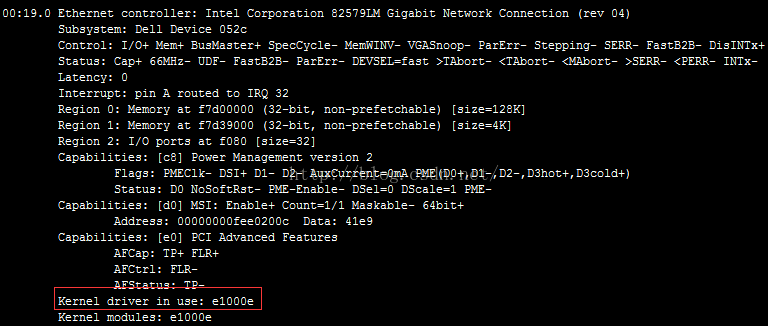 00:19.0 Ethernet controller: Intel Corporation 82579LM Gigabit Network Connection (rev 04)
Subsystem: Dell Device 052c
Control: I/O+ Mem+ BusMaster+ SpecCycle- MemWINV- VGASnoop- ParErr- Stepping- SERR- FastB2B- DisINTx+
Status: Cap+ 66MHz- UDF- FastB2B- ParErr- DEVSEL=fast >TAbort- <TAbort- <MAbort- >SERR- <PERR- INTx-
Latency: 0
Interrupt: pin A routed to IRQ 32
Region 0: Memory at f7d00000 (32-bit, non-prefetchable) [size=128K]
Region 1: Memory at f7d39000 (32-bit, non-prefetchable) [size=4K]
Region 2: I/O ports at f080 [size=32]
Capabilities: [c8] Power Management version 2
Flags: PMEClk- DSI+ D1- D2- AuxCurrent=0mA PME(D0+,D1-,D2-,D3hot+,D3cold+)
http://blog.csdn.net/
Status: D0 NoSoftRst- PME-Enable- DSel=0 DScale=1 PME-
Capabilities: [d0] MSI: Enable+ Count=1/1 Maskable- 64bit+
Address: 00000000fee0200c Data: 41e9
Capabilities: [e0] PCI Advanced Features
AFCap: TP+ FLR+
AFCtrl: FLR-
AFStatus: TP-
Kernel driver in use: e1000e
Kernel modules: e1000e